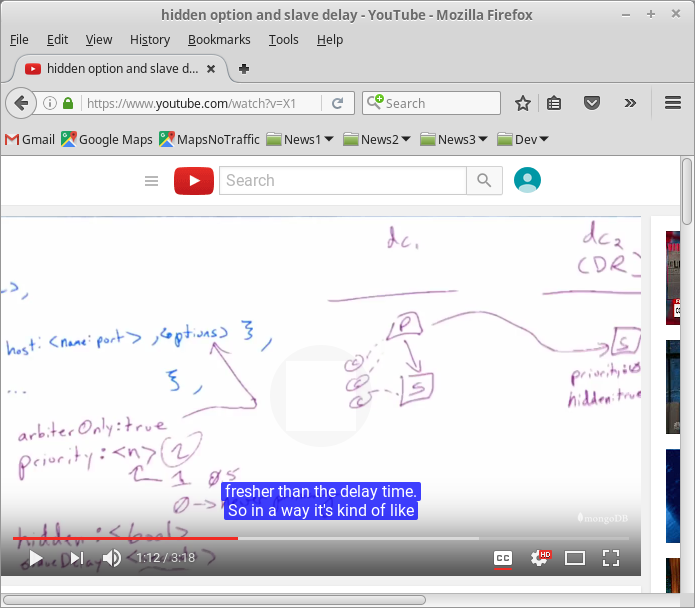 hidden option and slave delay - YouTube - Mozilla Firefox
File Edit View History Bookmarks Tools Help
hidden option and slave d...
https://www.youtube.com/watch?v=X1
Search
Gmail Google Maps MapsNoTraffic News1 News2 News3 Dev
Search
dc1
dc2
(DR)
host: <name:port>, <options> },
P
S
S
c
c
c
...
},
priority:0
hidden:true
arbiterOnly:true
priority:<n> 2
1 0.5
0->
hidden:<bool>
fresher than the delay time.
So in a way it's kind of like
mongoDB
1:12 / 3:18
CC
HD